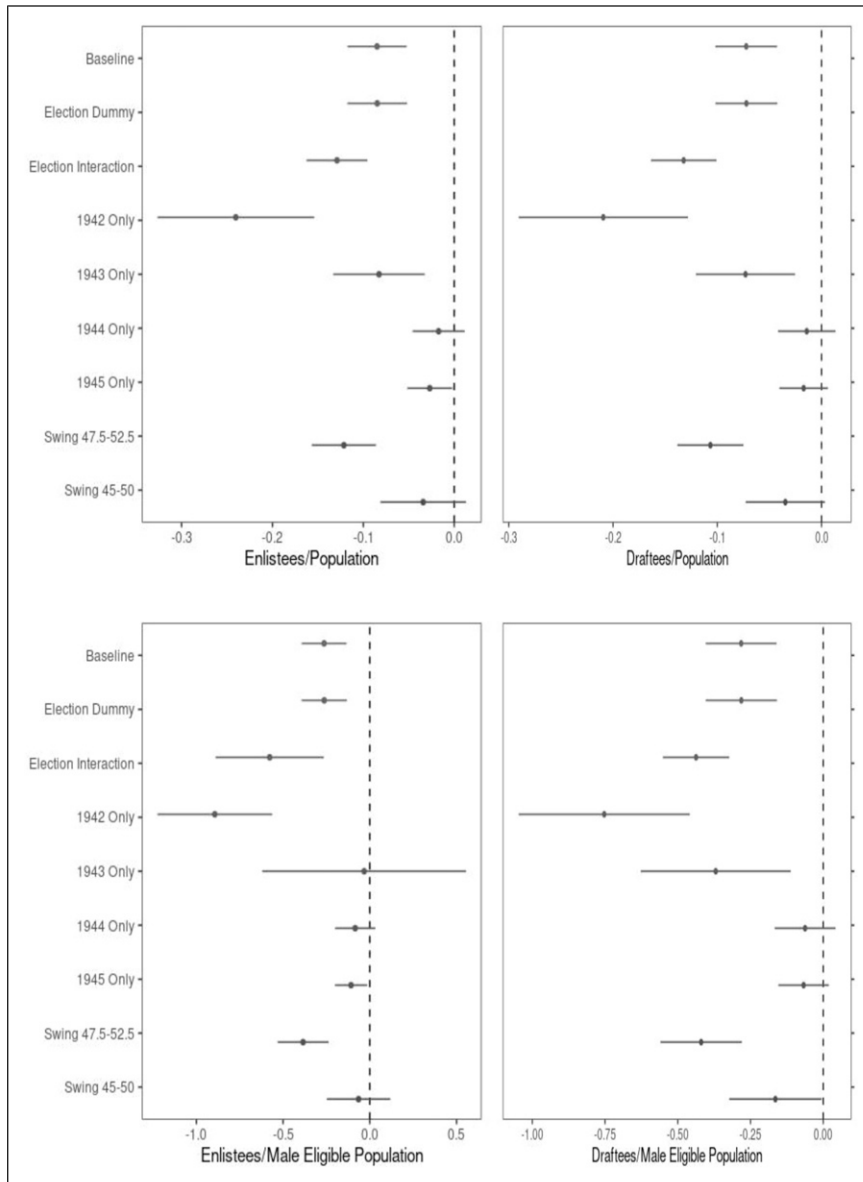 Baseline
Election Dummy
Election Interaction
1942 Only
1943 Only
1944 Only
1945 Only
Swing 47.5-52.5
Swing 45-50
-0.3 -0.2 -0.1 0.0
Enlistees/Population
-0.3 -0.2 -0.1 0.0
Draftees/Population
Baseline
Election Dummy
Election Interaction
1942 Only
1943 Only
1944 Only
1945 Only
Swing 47.5-52.5
Swing 45-50
-1.0 -0.5 0.0 0.5
Enlistees/Male Eligible Population
-1.00 -0.75 -0.50 -0.25 0.00
Draftees/Male Eligible Population